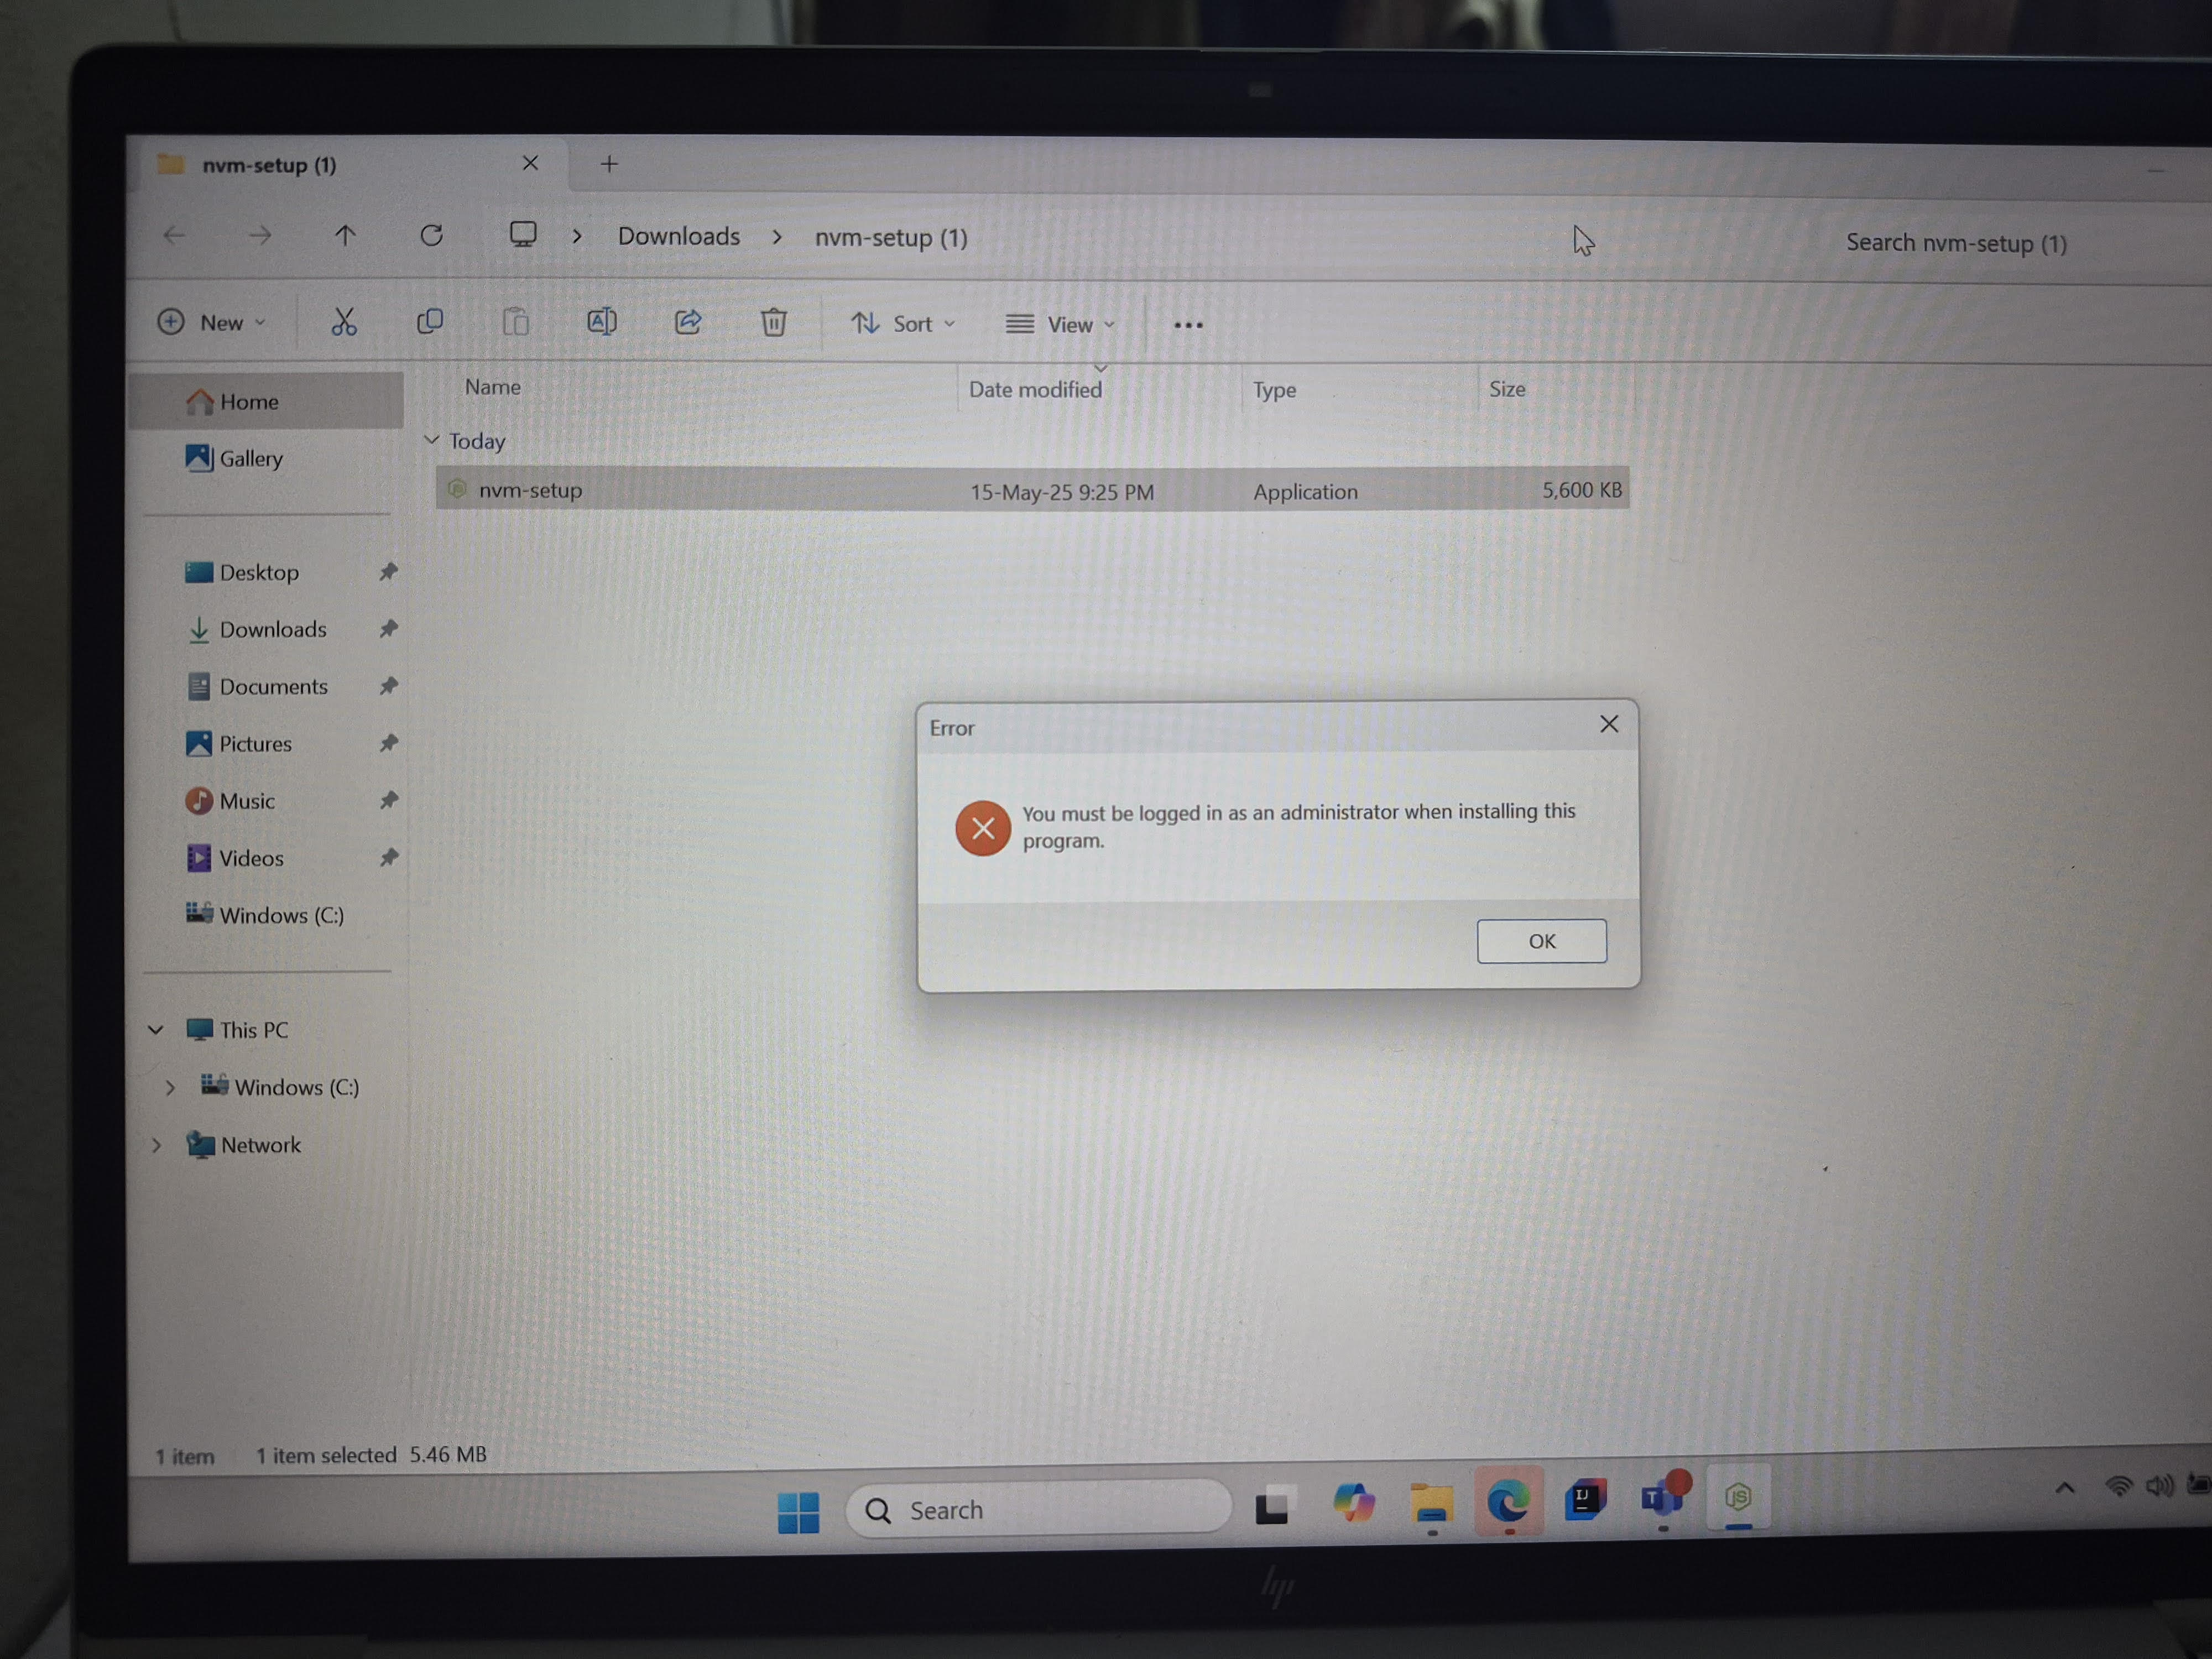 nvm-setup (1)
Downloads > nvm-setup (1)
Search nvm-setup (1)
New
Sort
View
Name
Date modified
Type
Size
Home
Gallery
Today
nvm-setup
15-May-25 9:25 PM
Application
5,600 KB
Desktop
Downloads
Documents
Pictures
Music
Videos
Windows (C:)
This PC
Windows (C:)
Network
Error
You must be logged in as an administrator when installing this
program.
OK
1 item
1 item selected 5.46 MB
Search
IJ
T
JS
hp